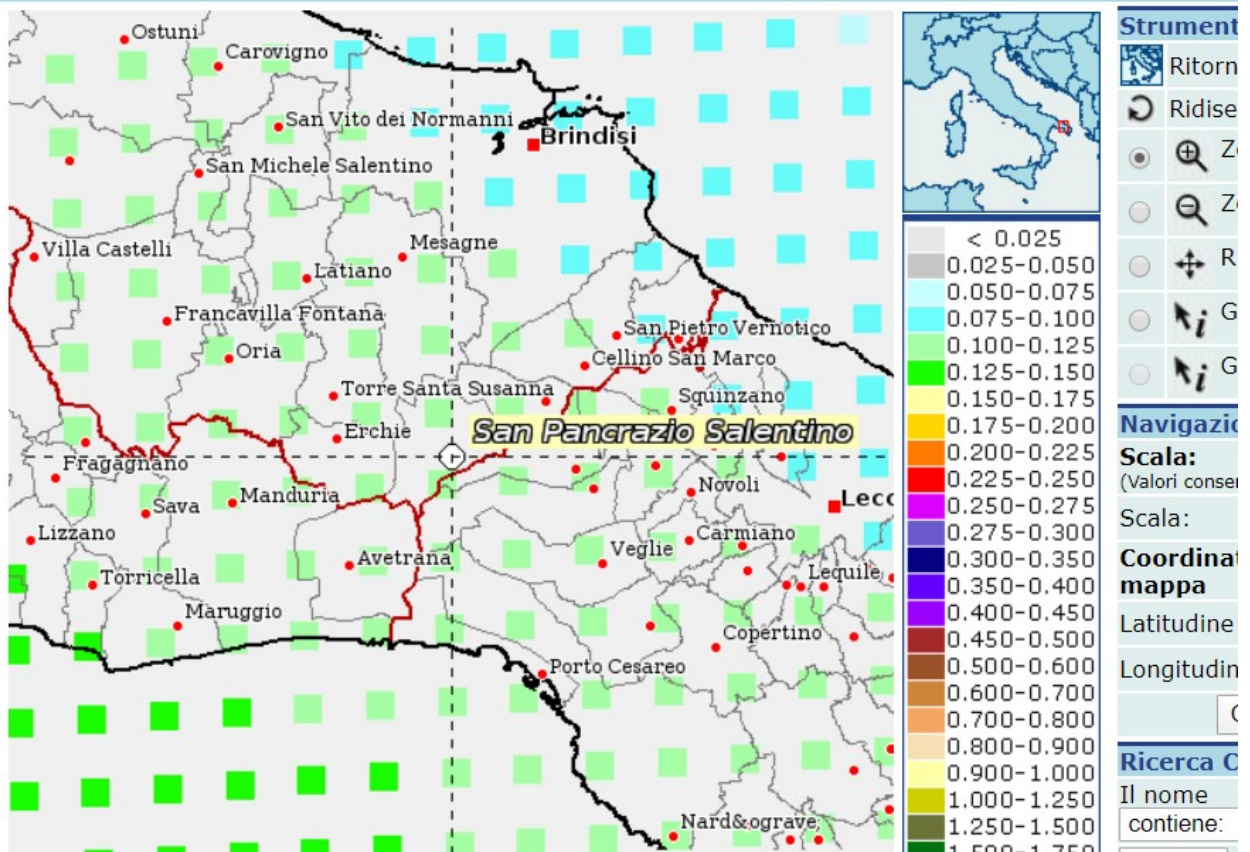 Ostuni
Carovigno
San Vito dei Normanni
Brindisi
San Michele Salentino
Villa Castelli
Mesagne
Latiano
Francavilla Fontana
San Pietro Vernotico
Oria
Cellino San Marco
Torre Santa Susanna
Squinzano
Erchie
San Pancrazio Salentino
Fragagnano
Manduria
Novoli
Sava
Lecc
Lizzano
Carmiano
Avetrana
Veglie
Torricella
Lequile
Maruggio
Copertino
Porto Cesareo
Nard&ograve;
< 0.025
0.025-0.050
0.050-0.075
0.075-0.100
0.100-0.125
0.125-0.150
0.150-0.175
0.175-0.200
0.200-0.225
0.225-0.250
0.250-0.275
0.275-0.300
0.300-0.350
0.350-0.400
0.400-0.450
0.450-0.500
0.500-0.600
0.600-0.700
0.700-0.800
0.800-0.900
0.900-1.000
1.000-1.250
1.250-1.500
1.500-1.750
Strument
Ritorn
Ridise
Z
Z
R
G
G
Navigazio
Scala:
(Valori conser
Scala:
Coordinat
mappa
Latitudine
Longitudin
Ricerca C
Il nome
contiene: